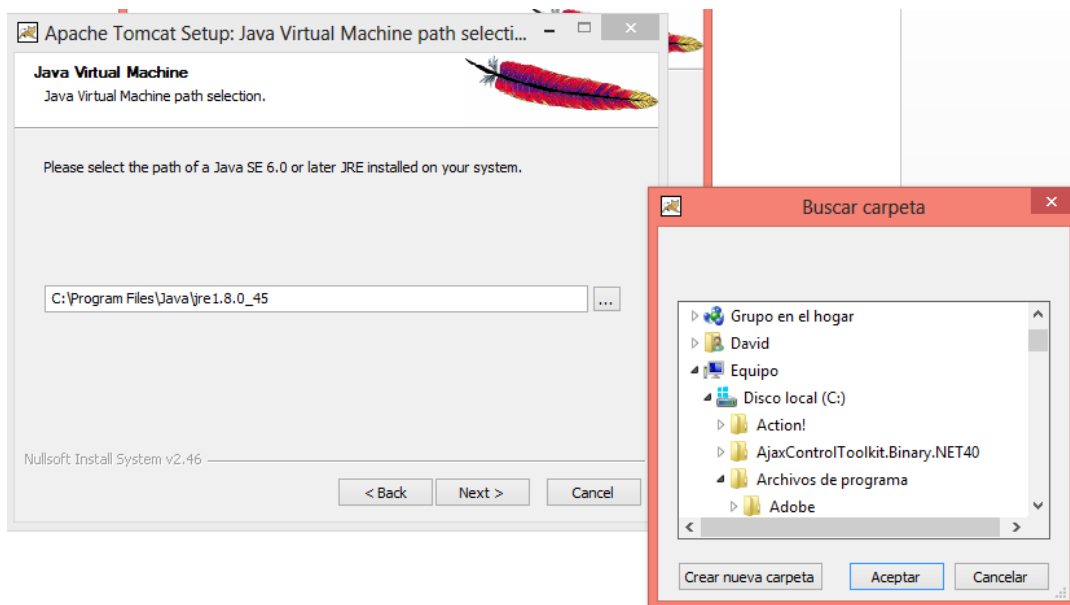 Apache Tomcat Setup: Java Virtual Machine path selecti...
Java Virtual Machine
Java Virtual Machine path selection.
Please select the path of a Java SE 6.0 or later JRE installed on your system.
C:\Program Files\Java\jre1.8.0_45
...
Nullsoft Install System v2.46
< Back Next > Cancel
Buscar carpeta
Grupo en el hogar
David
Equipo
Disco local (C:)
Action!
AjaxControlToolkit.Binary.NET40
Archivos de programa
Adobe
Crear nueva carpeta Aceptar Cancelar